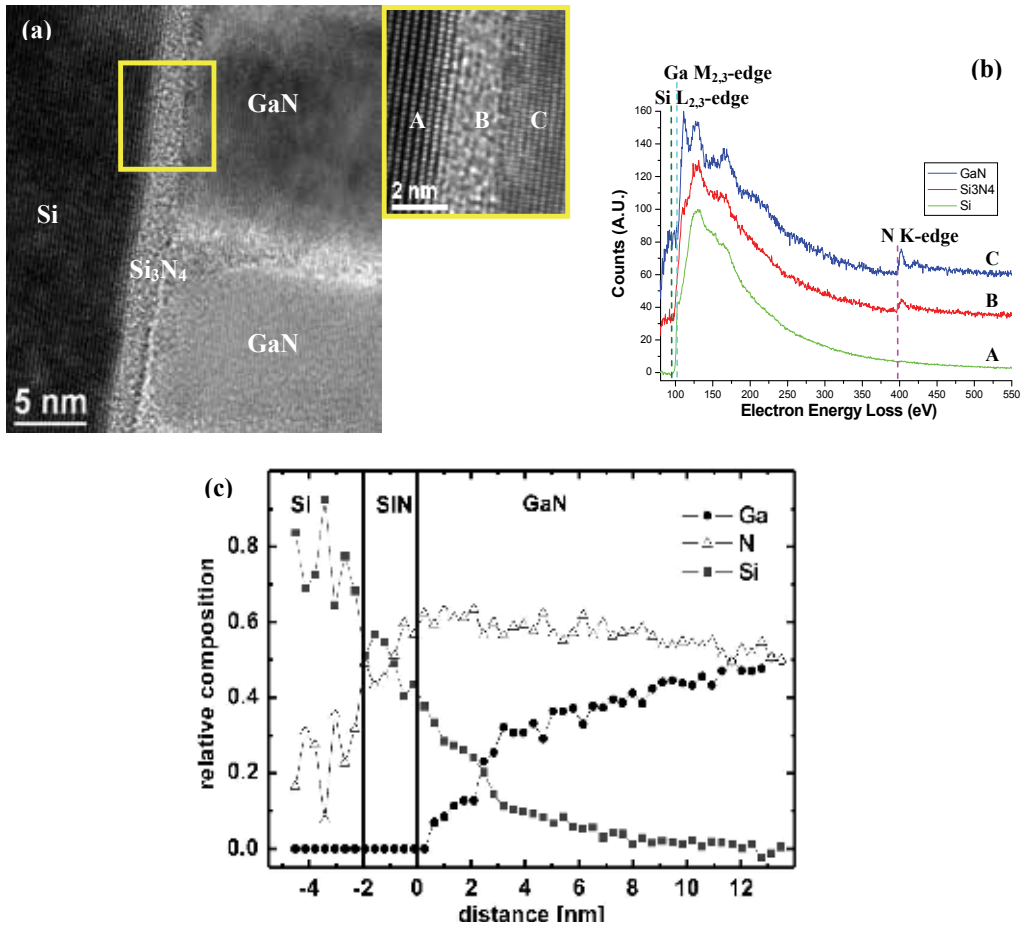 (a)
GaN
Si
Si₃N₄
GaN
5 nm
A
B
C
2 nm
(b)
Ga M₂,₃-edge
Si L₂,₃-edge
GaN
Si3N4
Si
N K-edge
C
B
A
160
140
120
100
80
60
40
20
0
Counts (A.U.)
100 150 200 250 300 350 400 450 500 550
Electron Energy Loss (eV)
(c)
Si
SiN
GaN
Ga
N
Si
0.8
0.6
0.4
0.2
0.0
relative composition
-4 -2 0 2 4 6 8 10 12
distance [nm]